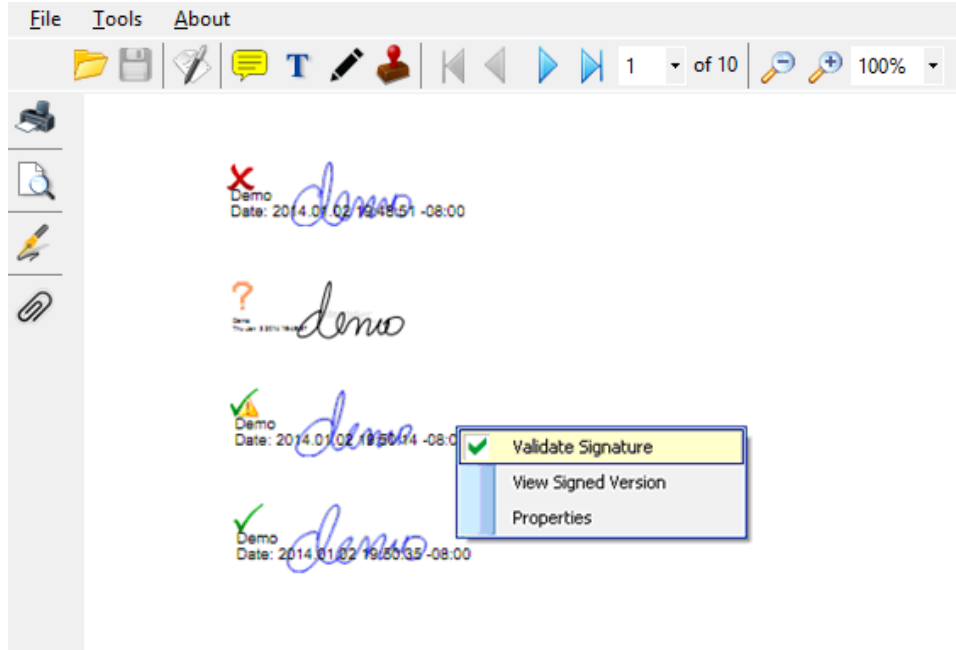 File Tools About
T 1 of 10 100%
Demo
demo
Date: 2014.01.02 19:48:51 -08:00
?
Demo
demo
Demo
demo
Date: 2014.01.02 19:50:14 -08:0
Validate Signature
View Signed Version
Properties
Demo
demo
Date: 2014.01.02 19:50:35 -08:00